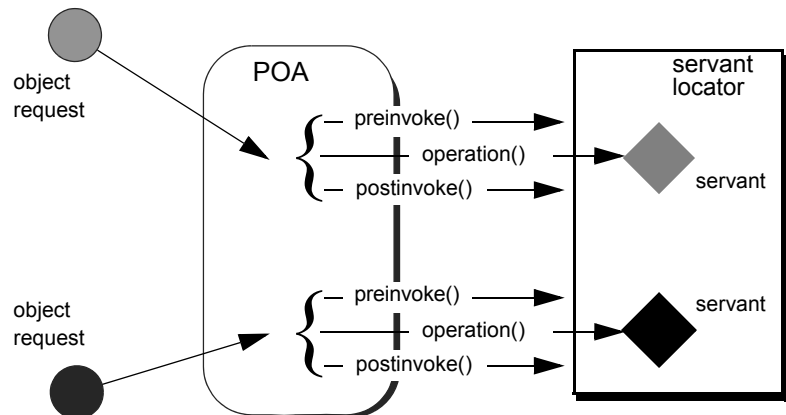 object
request
POA
servant
locator
preinvoke()
operation()
postinvoke()
servant
object
request
preinvoke()
operation()
postinvoke()
servant